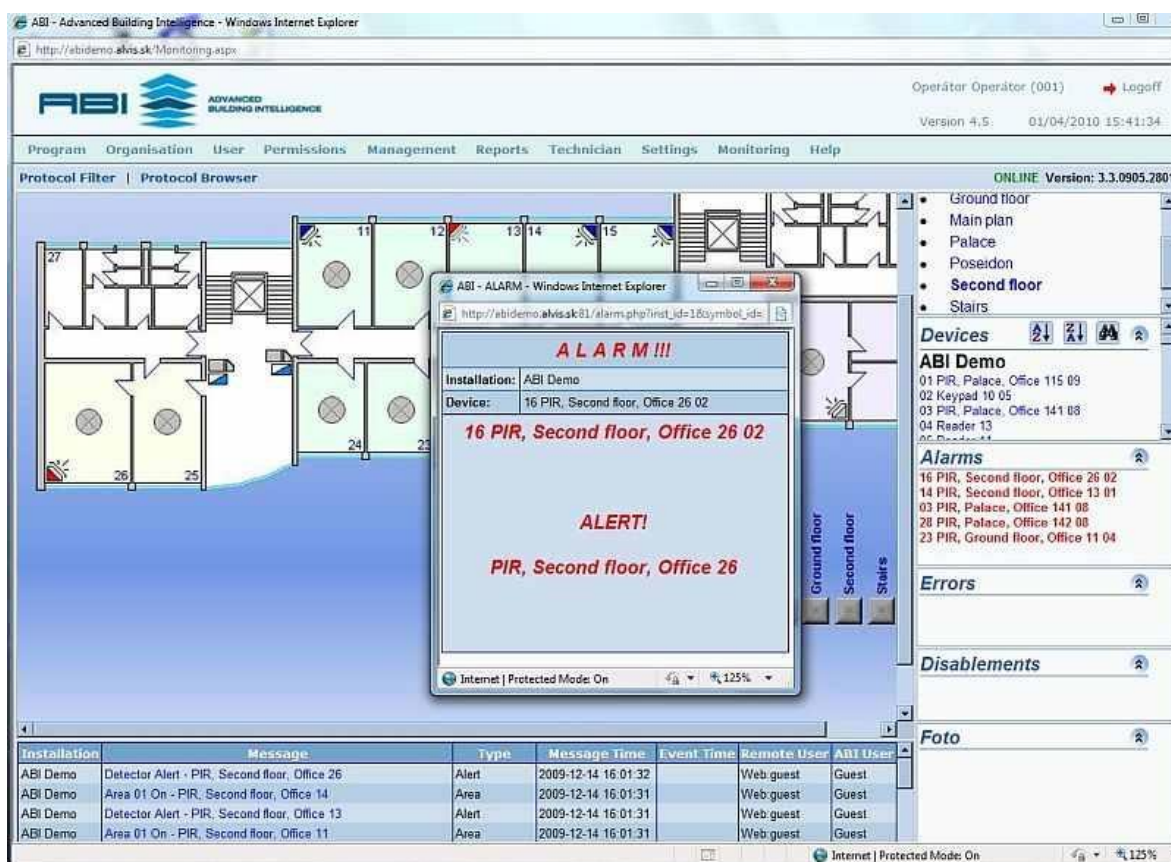 ABI - Advanced Building Intelligence - Windows Internet Explorer
http://abidemo.alvis.sk/Monitoring.aspx
ABI ADVANCED BUILDING INTELLIGENCE
Operátor Operátor (001) Logoff
Version 4.5 01/04/2010 15:41:34
Program Organisation User Permissions Management Reports Technician Settings Monitoring Help
Protocol Filter | Protocol Browser
ONLINE Version: 3.3.0905.280
27
11
12
13
14
15
26
25
24
23
Ground floor
Second floor
Stairs
ABI - ALARM - Windows Internet Explorer
http://abidemo.alvis.sk:81/alarm.php?inst_id=1&symbol_id=
A L A R M !!!
Installation: ABI Demo
Device: 16 PIR, Second floor, Office 26 02
16 PIR, Second floor, Office 26 02
ALERT!
PIR, Second floor, Office 26
Internet | Protected Mode: On 125%
Ground floor
Main plan
Palace
Poseidon
Second floor
Stairs
Devices
ABI Demo
01 PIR, Palace, Office 115 09
02 Keypad 10 05
03 PIR, Palace, Office 141 08
04 Reader 13
Alarms
16 PIR, Second floor, Office 26 02
14 PIR, Second floor, Office 13 01
03 PIR, Palace, Office 141 08
28 PIR, Palace, Office 142 08
23 PIR, Ground floor, Office 11 04
Errors
Disablements
Foto
Installation Message Type Message Time Event Time Remote User ABI User
ABI Demo Detector Alert - PIR, Second floor, Office 26 Alert 2009-12-14 16:01:32 Web:guest Guest
ABI Demo Area 01 On - PIR, Second floor, Office 14 Area 2009-12-14 16:01:31 Web:guest Guest
ABI Demo Detector Alert - PIR, Second floor, Office 13 Alert 2009-12-14 16:01:31 Web:guest Guest
ABI Demo Area 01 On - PIR, Second floor, Office 11 Area 2009-12-14 16:01:31 Web:guest Guest
Internet | Protected Mode: On 125%